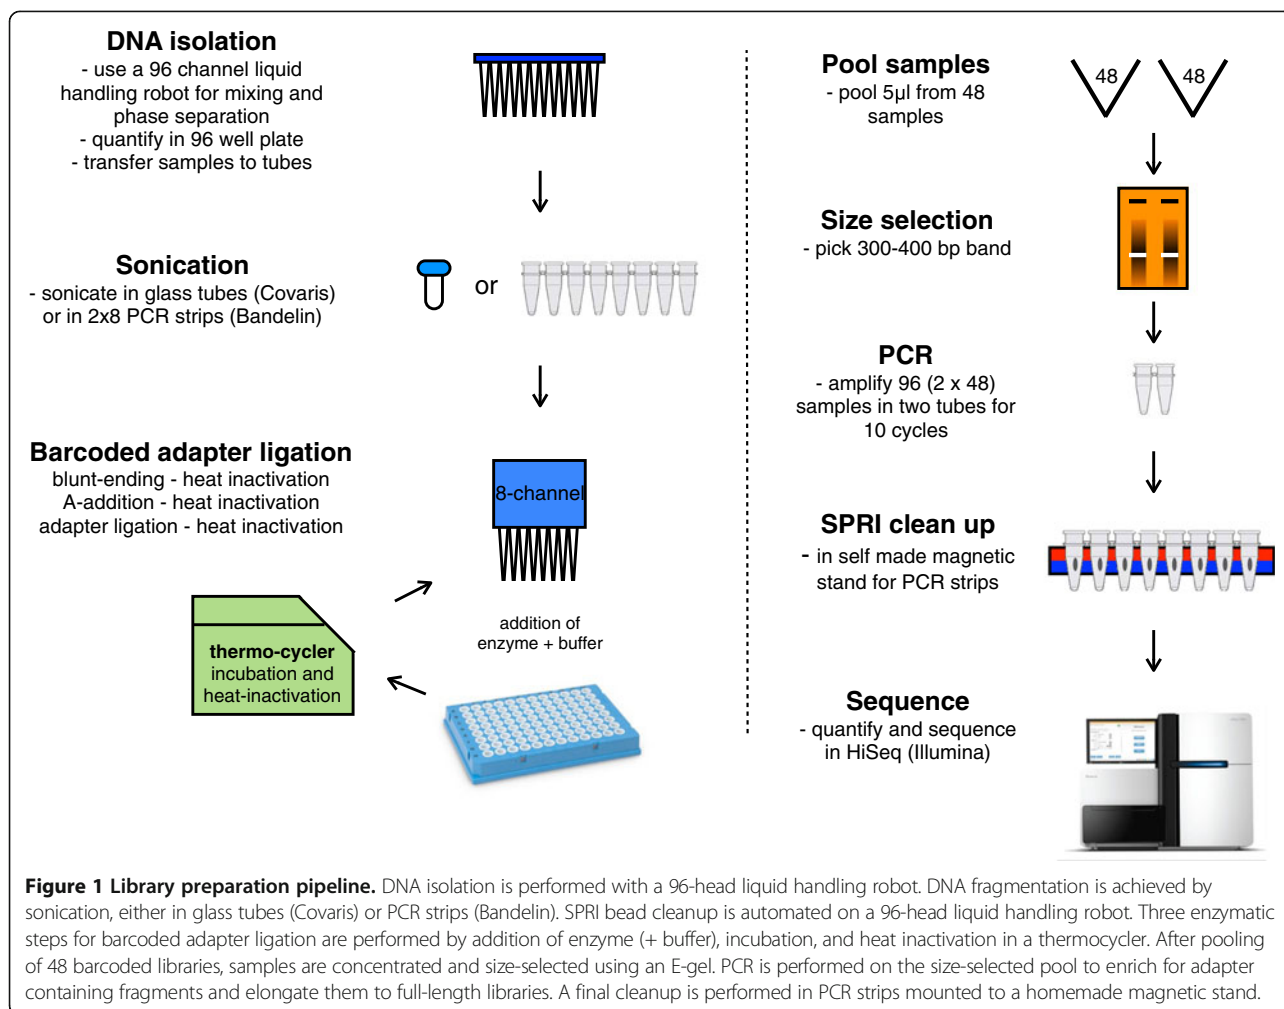 DNA isolation
- use a 96 channel liquid
handling robot for mixing and
phase separation
- quantify in 96 well plate
- transfer samples to tubes
Sonication
- sonicate in glass tubes (Covaris)
or in 2x8 PCR strips (Bandelin)
or
Barcoded adapter ligation
blunt-ending - heat inactivation
A-addition - heat inactivation
adapter ligation - heat inactivation
8-channel
addition of
enzyme + buffer
thermo-cycler
incubation and
heat-inactivation
Pool samples
- pool 5µl from 48
samples
48 48
Size selection
- pick 300-400 bp band
PCR
- amplify 96 (2 x 48)
samples in two tubes for
10 cycles
SPRI clean up
- in self made magnetic
stand for PCR strips
Sequence
- quantify and sequence
in HiSeq (Illumina)
Figure 1 Library preparation pipeline. DNA isolation is performed with a 96-head liquid handling robot. DNA fragmentation is achieved by
sonication, either in glass tubes (Covaris) or PCR strips (Bandelin). SPRI bead cleanup is automated on a 96-head liquid handling robot. Three enzymatic
steps for barcoded adapter ligation are performed by addition of enzyme (+ buffer), incubation, and heat inactivation in a thermocycler. After pooling
of 48 barcoded libraries, samples are concentrated and size-selected using an E-gel. PCR is performed on the size-selected pool to enrich for adapter
containing fragments and elongate them to full-length libraries. A final cleanup is performed in PCR strips mounted to a homemade magnetic stand.